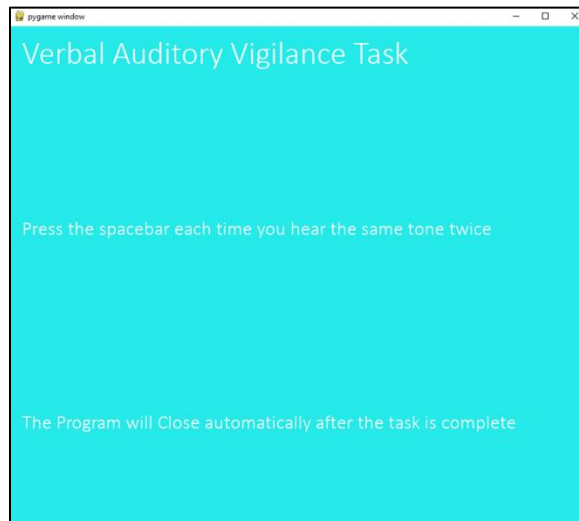 pygame window
Verbal Auditory Vigilance Task
Press the spacebar each time you hear the same tone twice
The Program will Close automatically after the task is complete